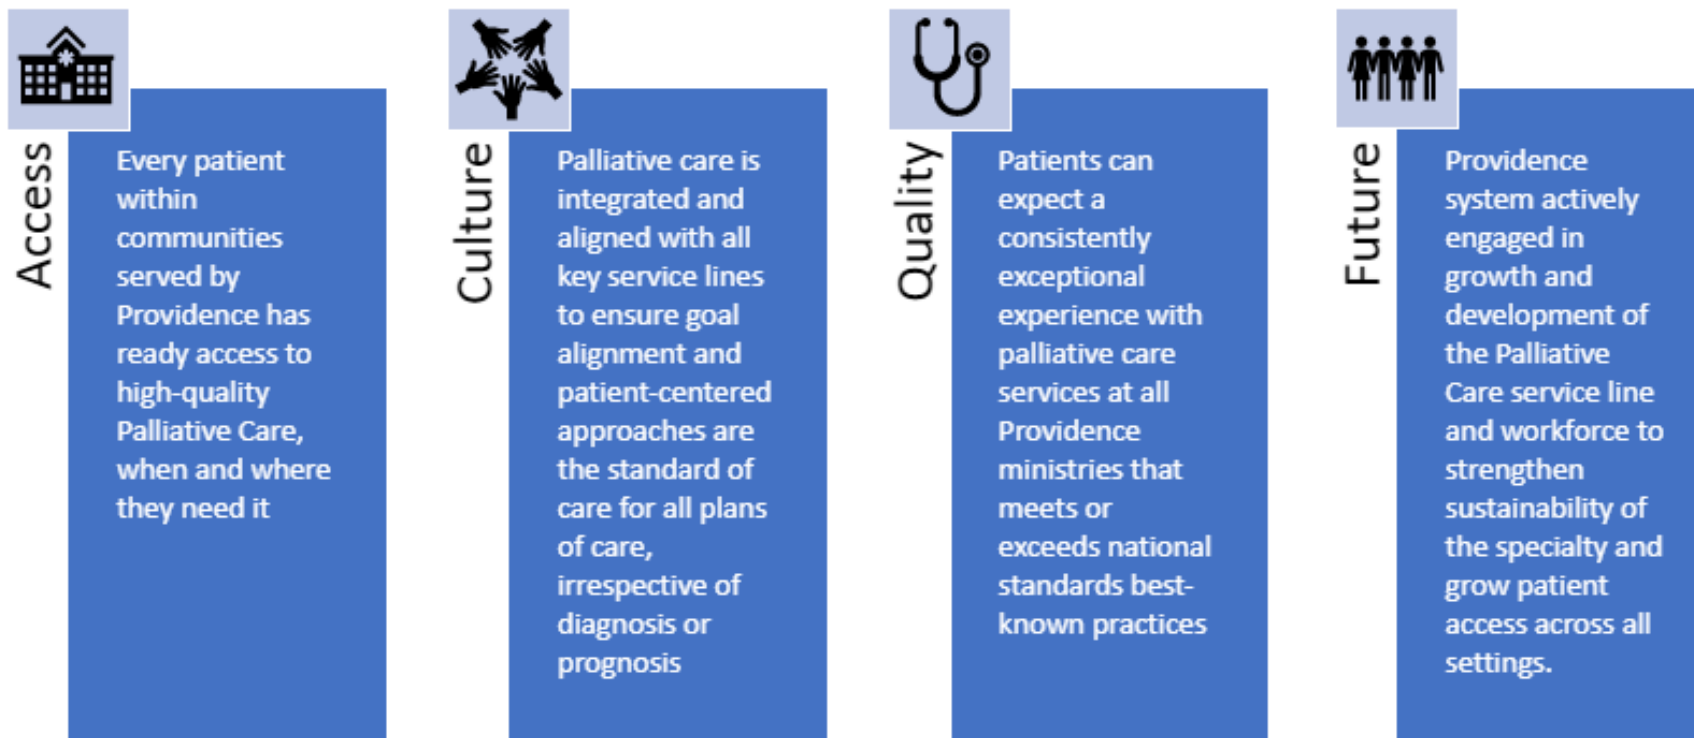 Access
Every patient
within
communities
served by
Providence has
ready access to
high-quality
Palliative Care,
when and where
they need it
Culture
Palliative care is
integrated and
aligned with all
key service lines
to ensure goal
alignment and
patient-centered
approaches are
the standard of
care for all plans
of care,
irrespective of
diagnosis or
prognosis
Quality
Patients can
expect a
consistently
exceptional
experience with
palliative care
services at all
Providence
ministries that
meets or
exceeds national
standards best-
known practices
Future
Providence
system actively
engaged in
growth and
development of
the Palliative
Care service line
and workforce to
strengthen
sustainability of
the specialty and
grow patient
access across all
settings.